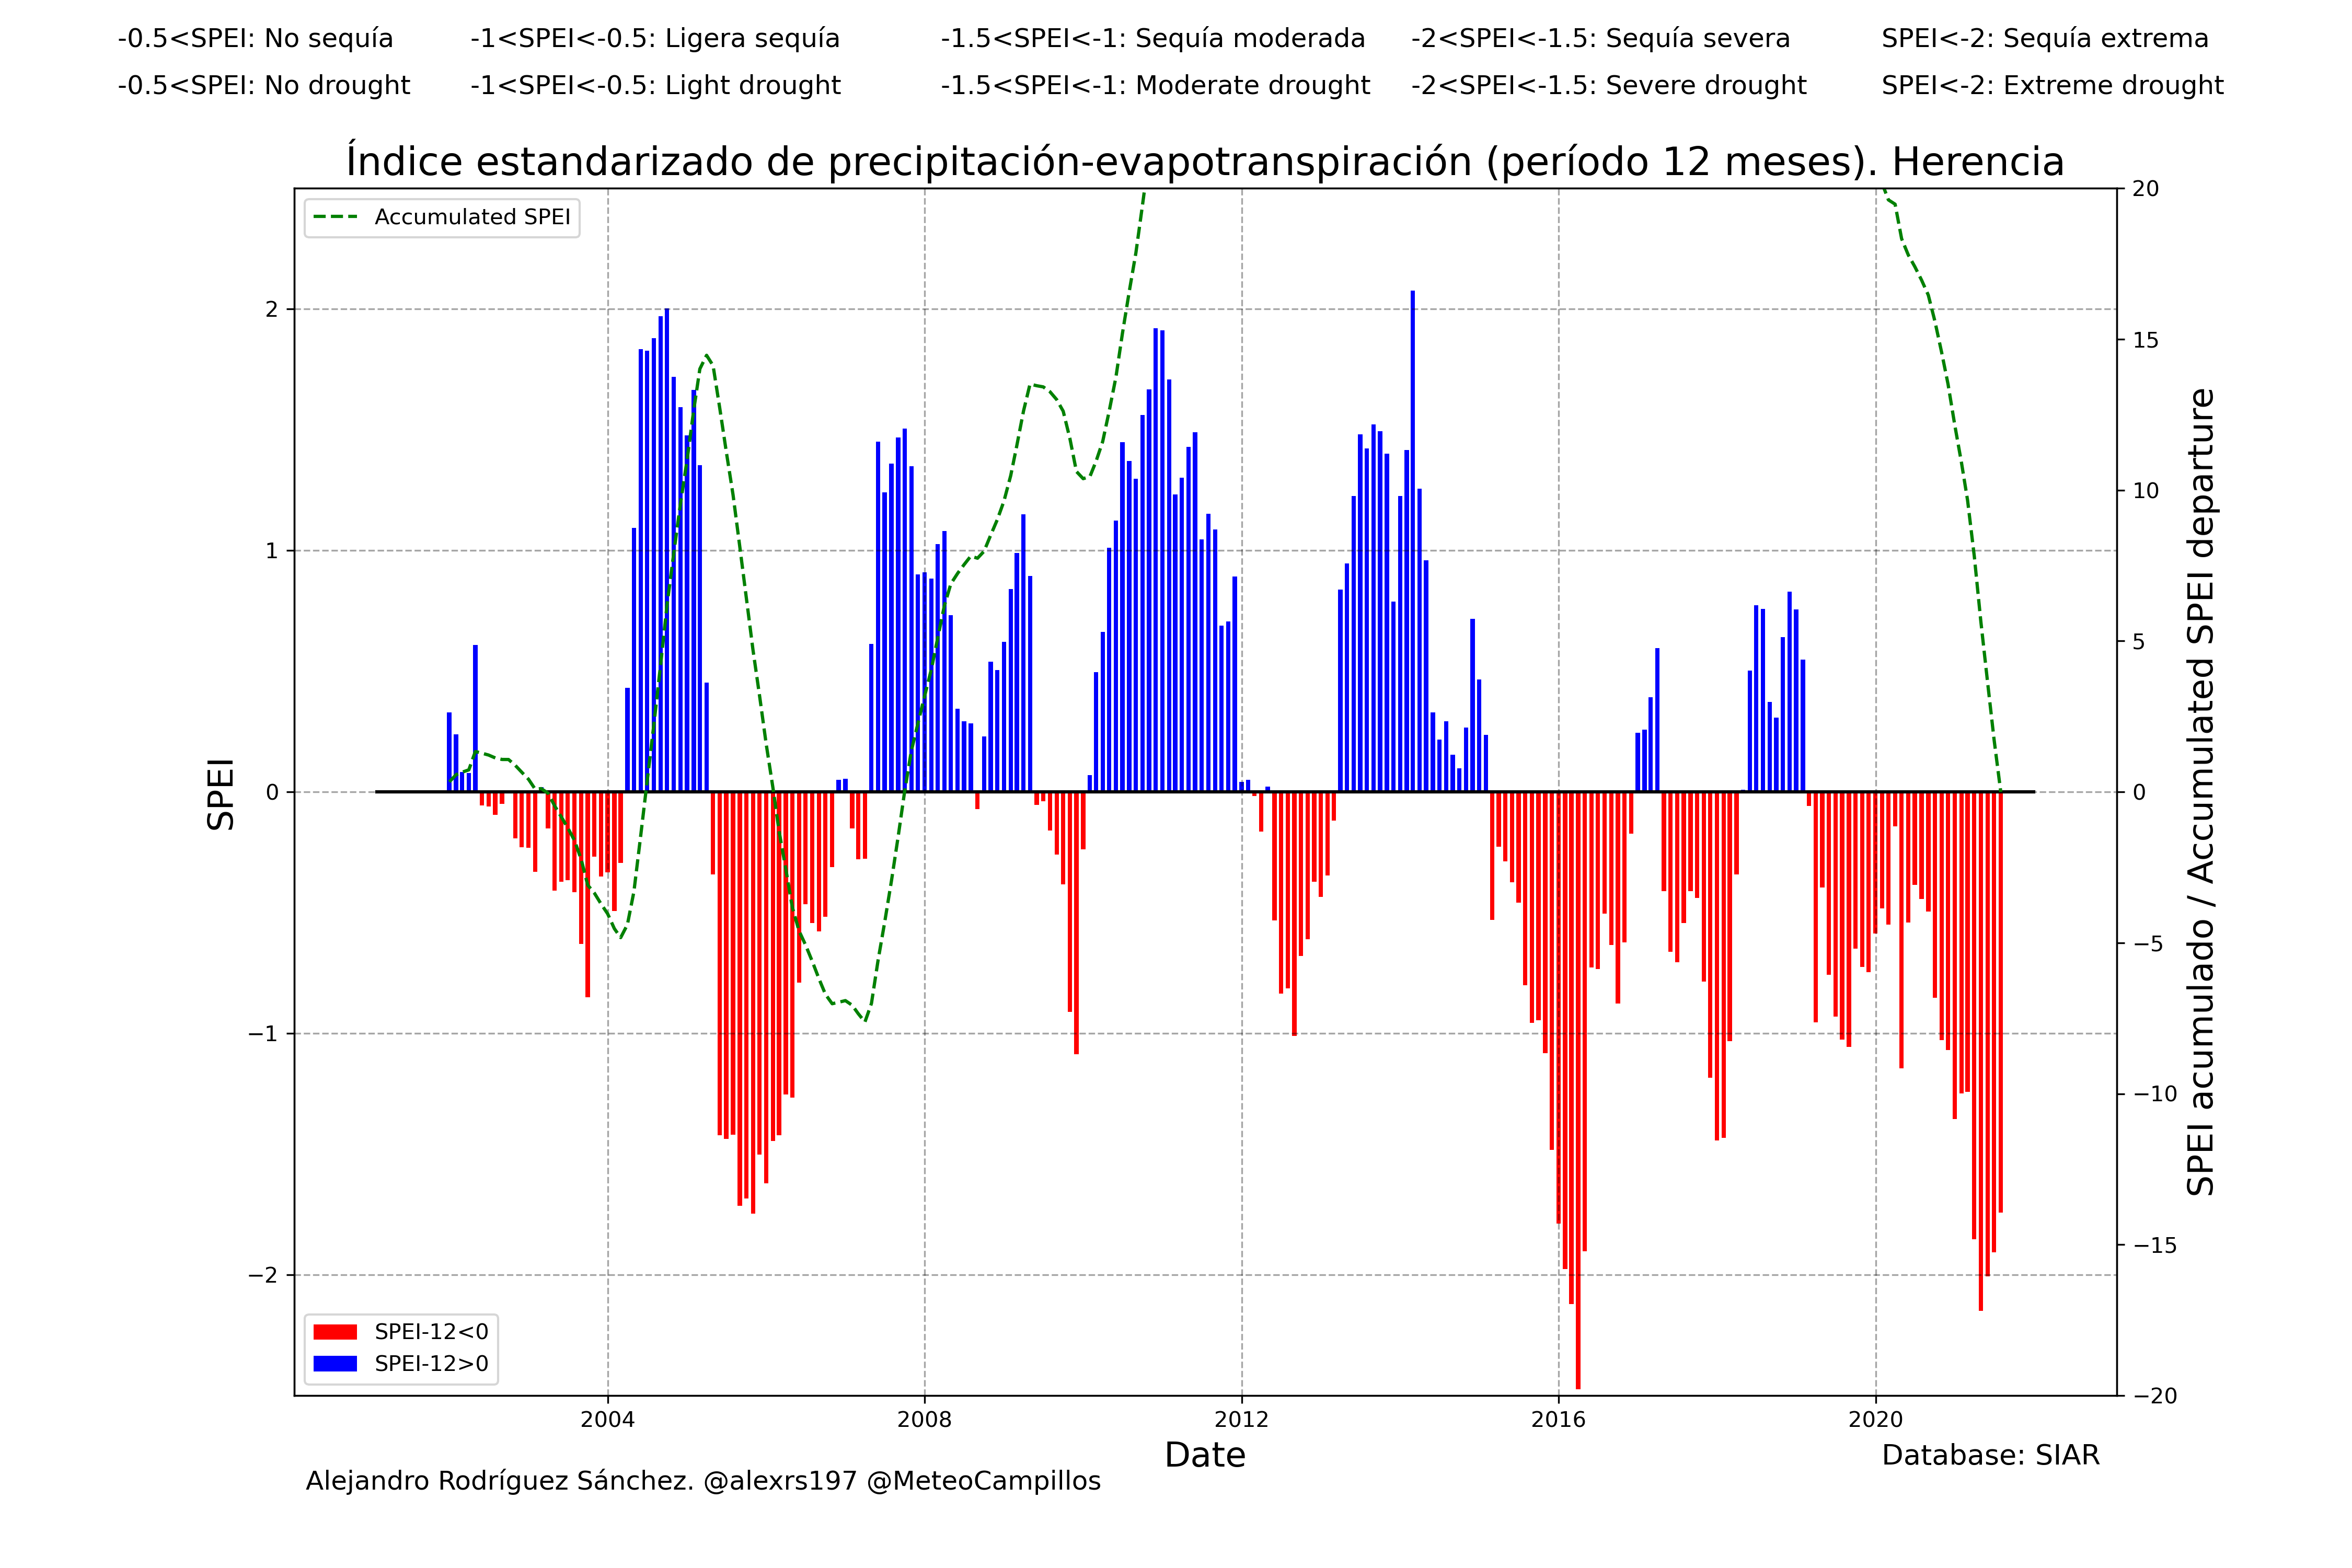 -0.5<SPEI: No sequía -1<SPEI<-0.5: Ligera sequía -1.5<SPEI<-1: Sequía moderada -2<SPEI<-1.5: Sequía severa SPEI<-2: Sequía extrema
-0.5<SPEI: No drought -1<SPEI<-0.5: Light drought -1.5<SPEI<-1: Moderate drought -2<SPEI<-1.5: Severe drought SPEI<-2: Extreme drought
Índice estandarizado de precipitación-evapotranspiración (período 12 meses). Herencia
Accumulated SPEI
SPEI
2
1
0
−1
−2
20
15
10
5
0
−5
−10
−15
−20
SPEI acumulado / Accumulated SPEI departure
SPEI-12<0
SPEI-12>0
2004 2008 2012 2016 2020
Date
Database: SIAR
Alejandro Rodríguez Sánchez. @alexrs197 @MeteoCampillos